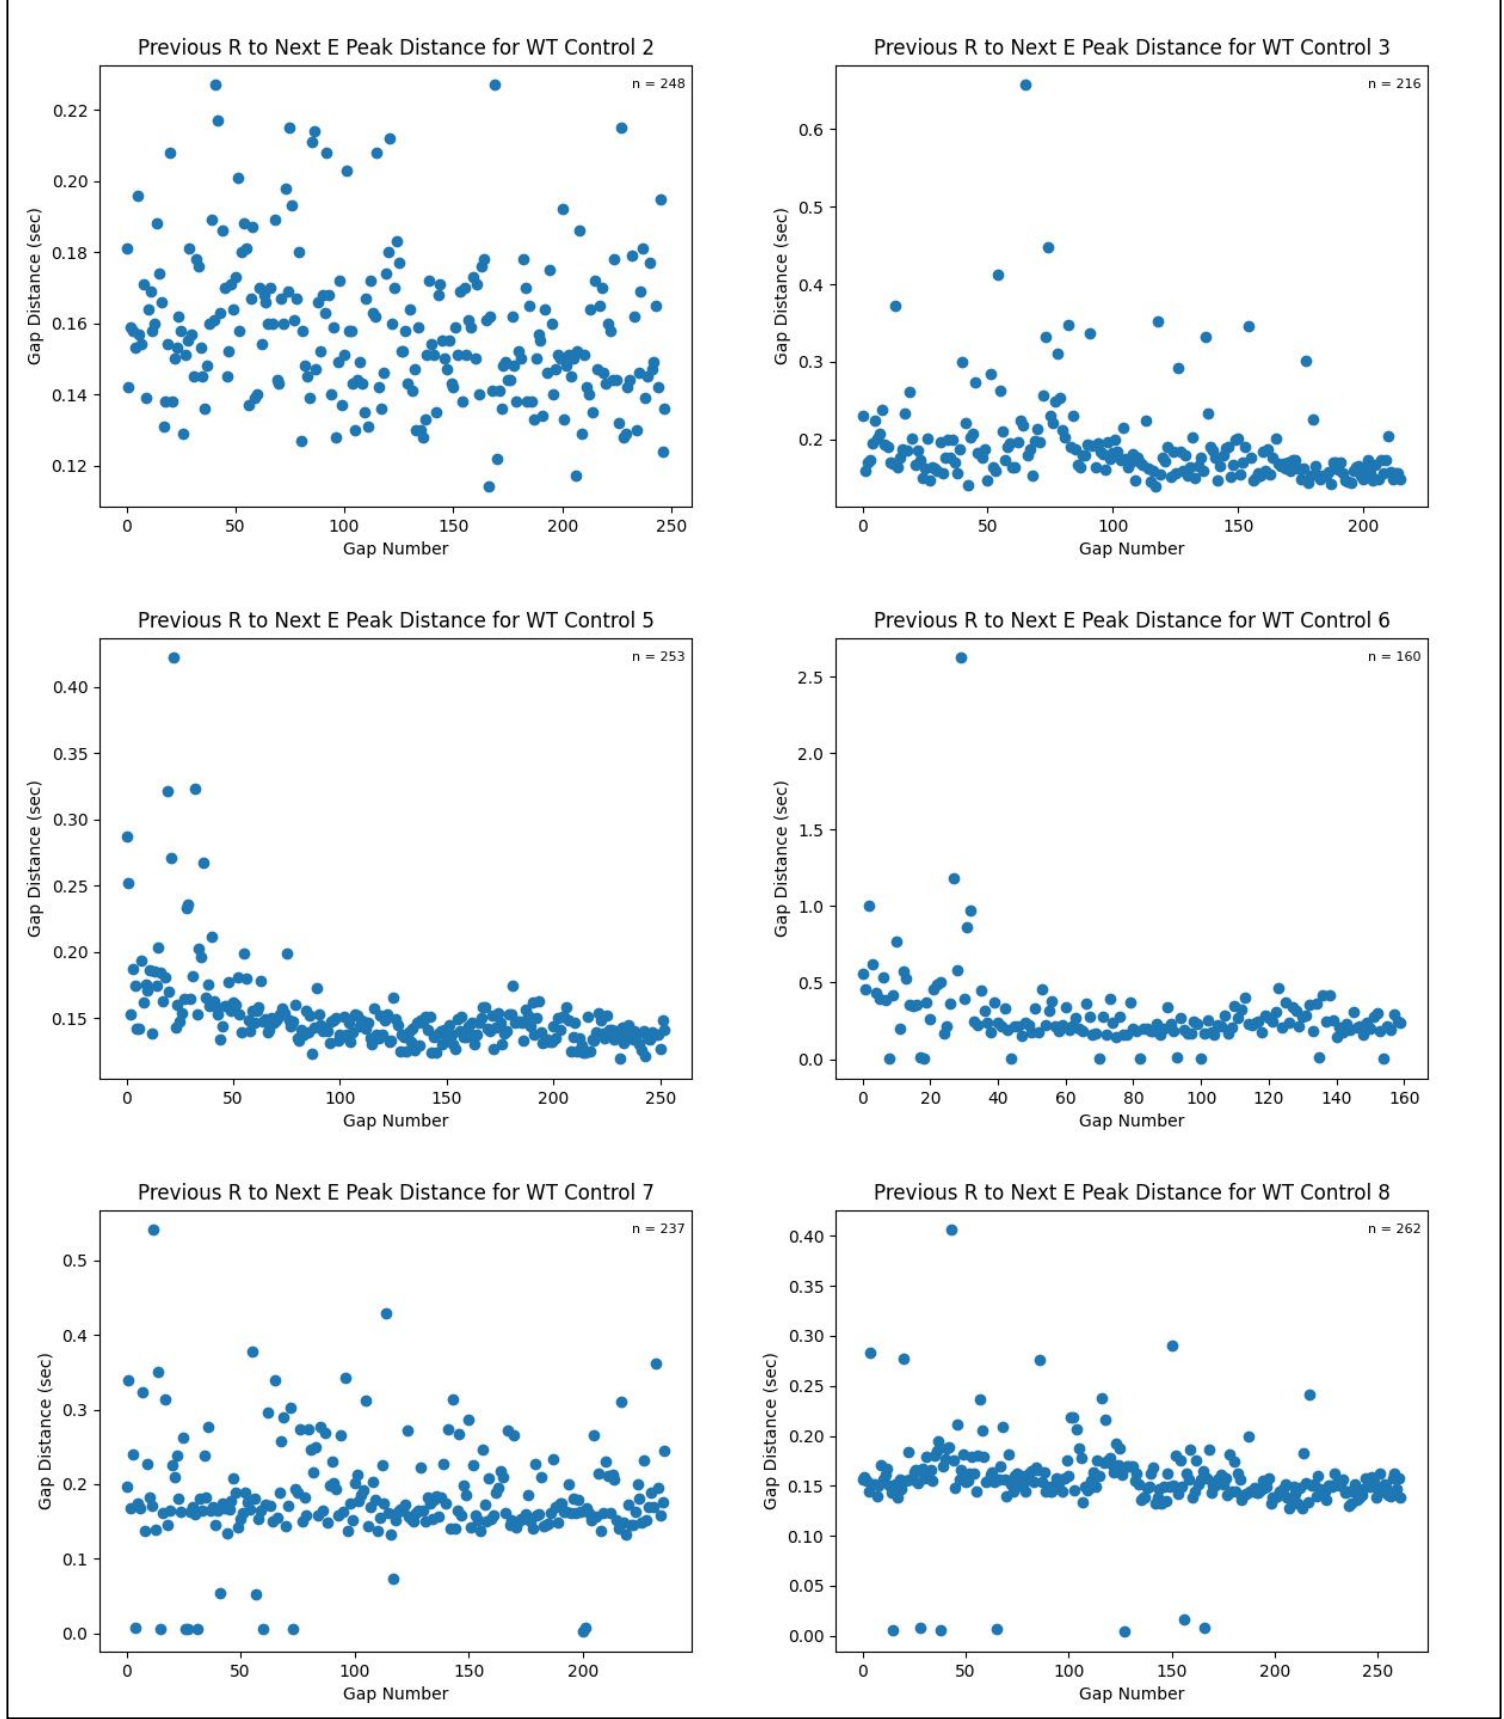 Previous R to Next E Peak Distance for WT Control 2
n = 248
Gap Distance (sec)
0.22
0.20
0.18
0.16
0.14
0.12
0 50 100 150 200 250
Gap Number
Previous R to Next E Peak Distance for WT Control 3
n = 216
Gap Distance (sec)
0.6
0.5
0.4
0.3
0.2
0 50 100 150 200
Gap Number
Previous R to Next E Peak Distance for WT Control 5
n = 253
Gap Distance (sec)
0.40
0.35
0.30
0.25
0.20
0.15
0 50 100 150 200 250
Gap Number
Previous R to Next E Peak Distance for WT Control 6
n = 160
Gap Distance (sec)
2.5
2.0
1.5
1.0
0.5
0.0
0 20 40 60 80 100 120 140 160
Gap Number
Previous R to Next E Peak Distance for WT Control 7
n = 237
Gap Distance (sec)
0.5
0.4
0.3
0.2
0.1
0.0
0 50 100 150 200
Gap Number
Previous R to Next E Peak Distance for WT Control 8
n = 262
Gap Distance (sec)
0.40
0.35
0.30
0.25
0.20
0.15
0.10
0.05
0.00
0 50 100 150 200 250
Gap Number